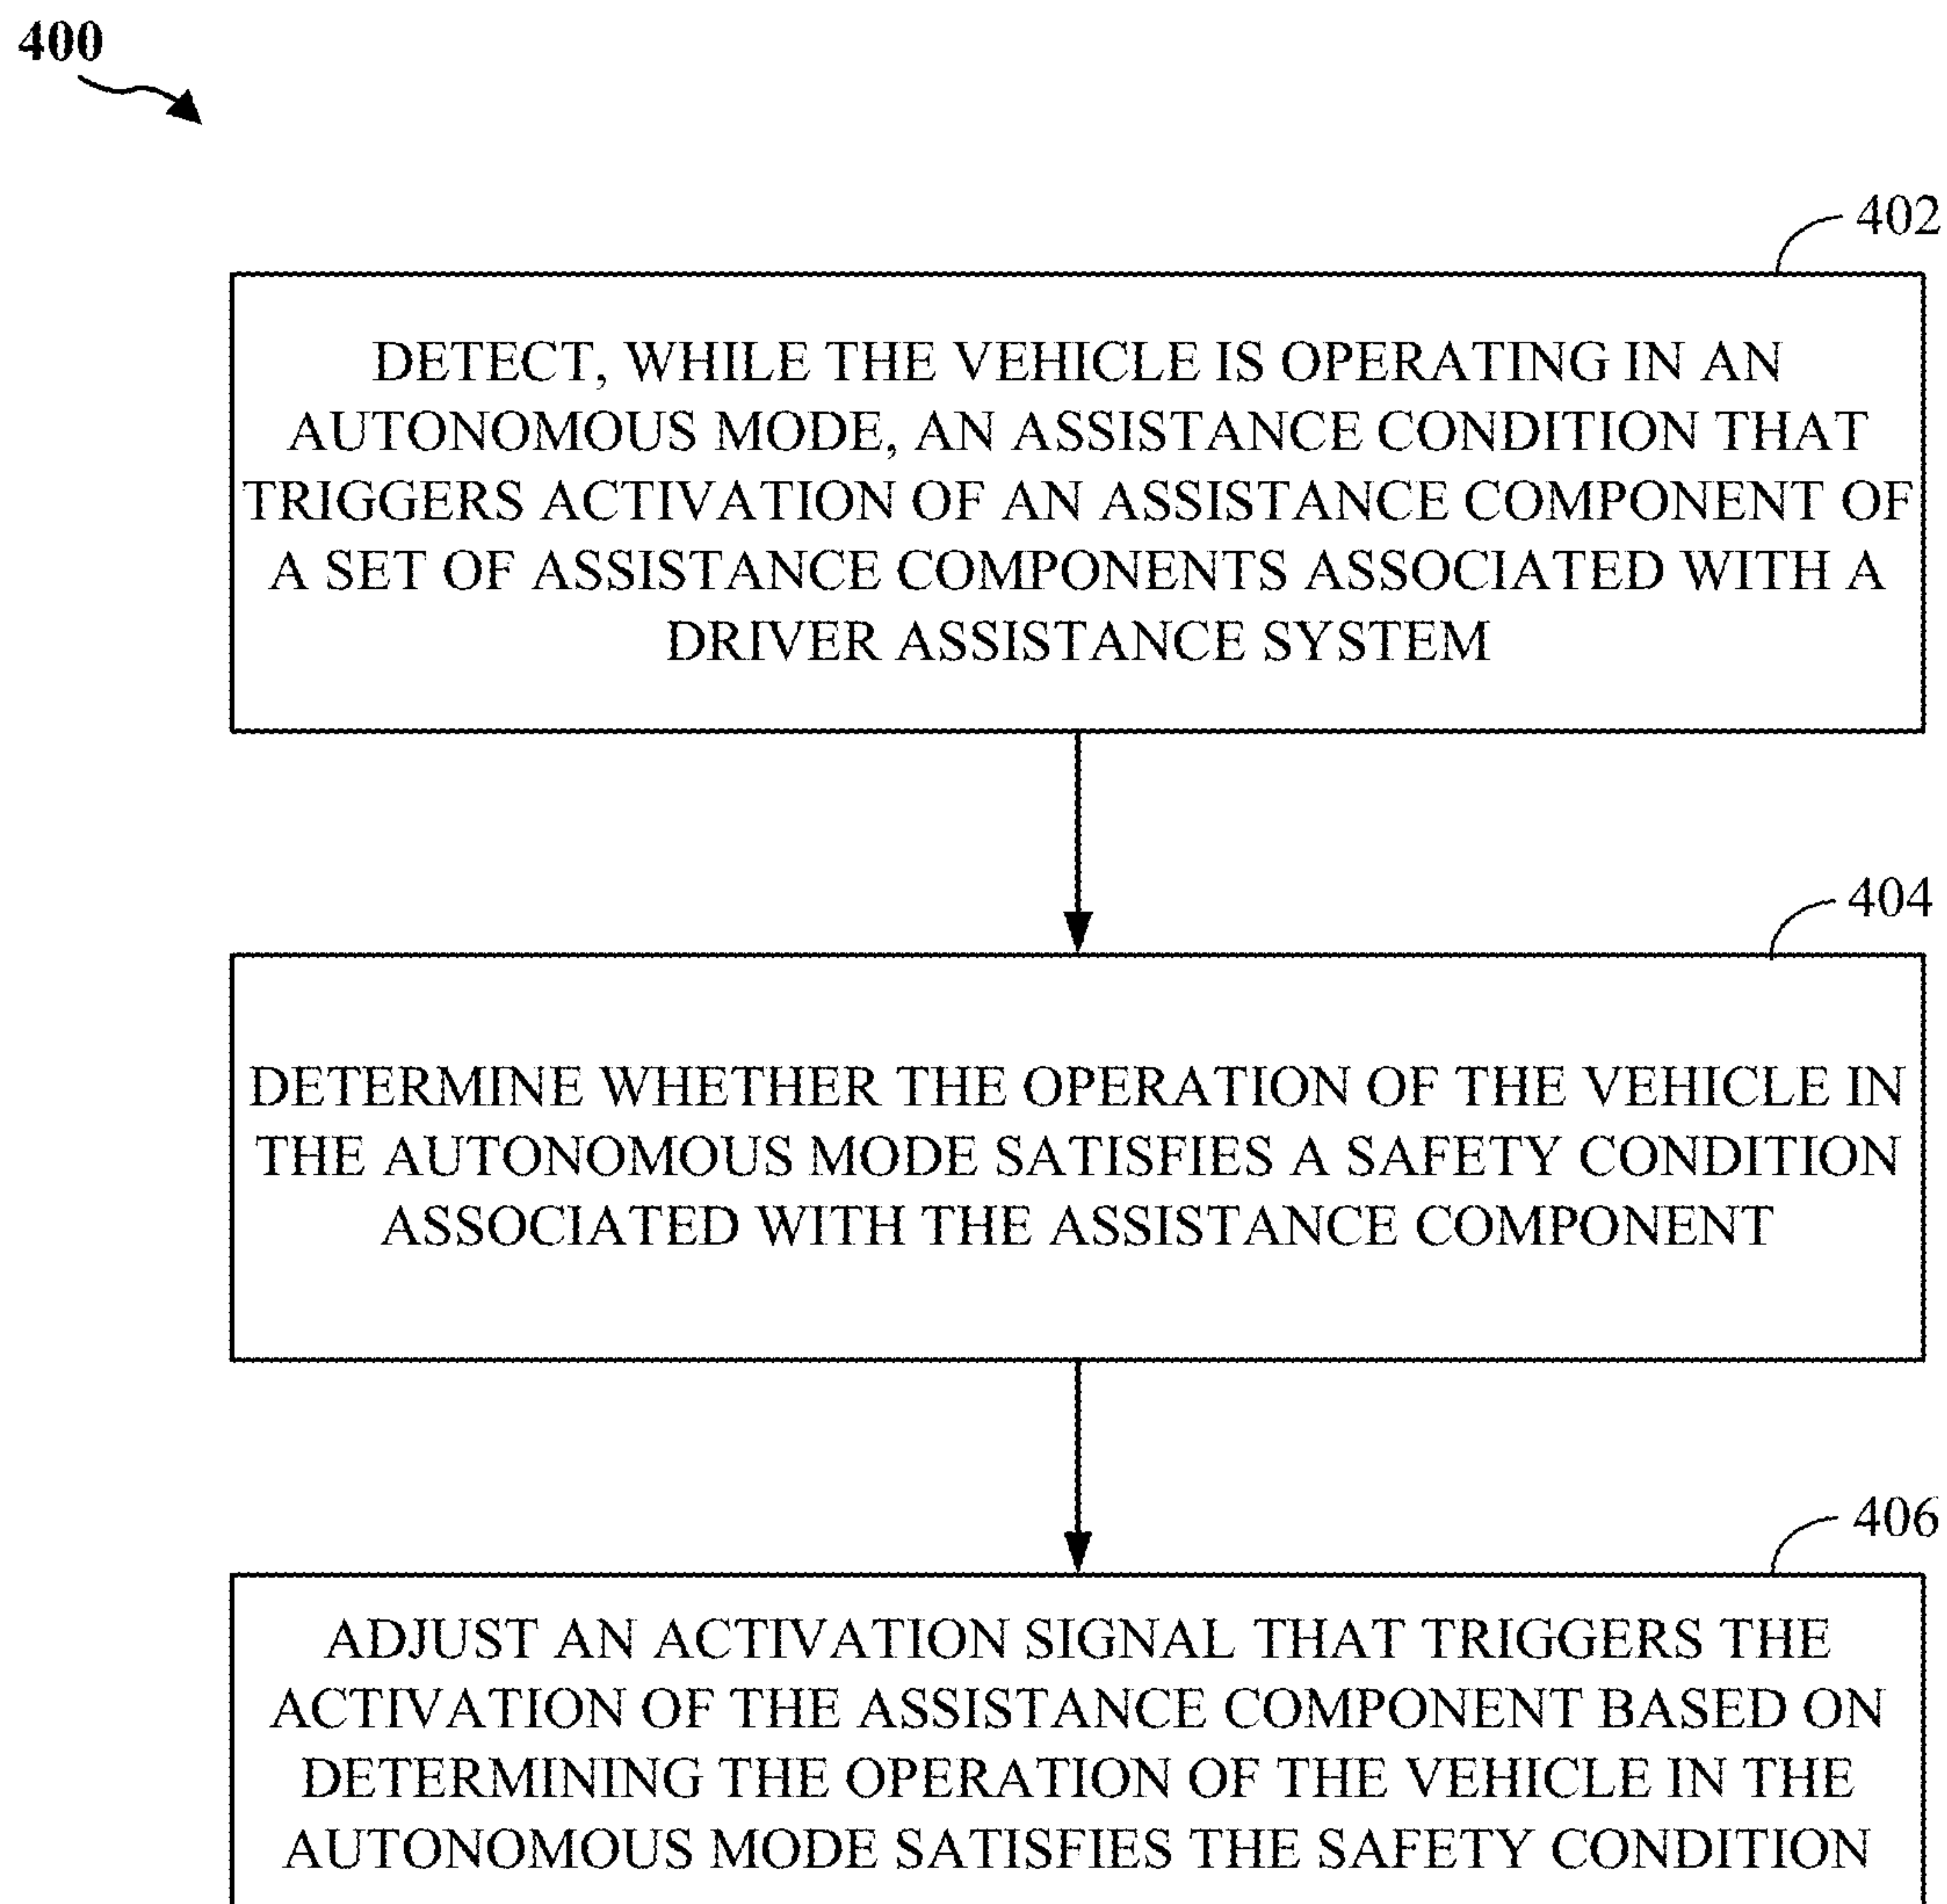 400
402
DETECT, WHILE THE VEHICLE IS OPERATING IN AN
AUTONOMOUS MODE, AN ASSISTANCE CONDITION THAT
TRIGGERS ACTIVATION OF AN ASSISTANCE COMPONENT OF
A SET OF ASSISTANCE COMPONENTS ASSOCIATED WITH A
DRIVER ASSISTANCE SYSTEM
404
DETERMINE WHETHER THE OPERATION OF THE VEHICLE IN
THE AUTONOMOUS MODE SATISFIES A SAFETY CONDITION
ASSOCIATED WITH THE ASSISTANCE COMPONENT
406
ADJUST AN ACTIVATION SIGNAL THAT TRIGGERS THE
ACTIVATION OF THE ASSISTANCE COMPONENT BASED ON
DETERMINING THE OPERATION OF THE VEHICLE IN THE
AUTONOMOUS MODE SATISFIES THE SAFETY CONDITION